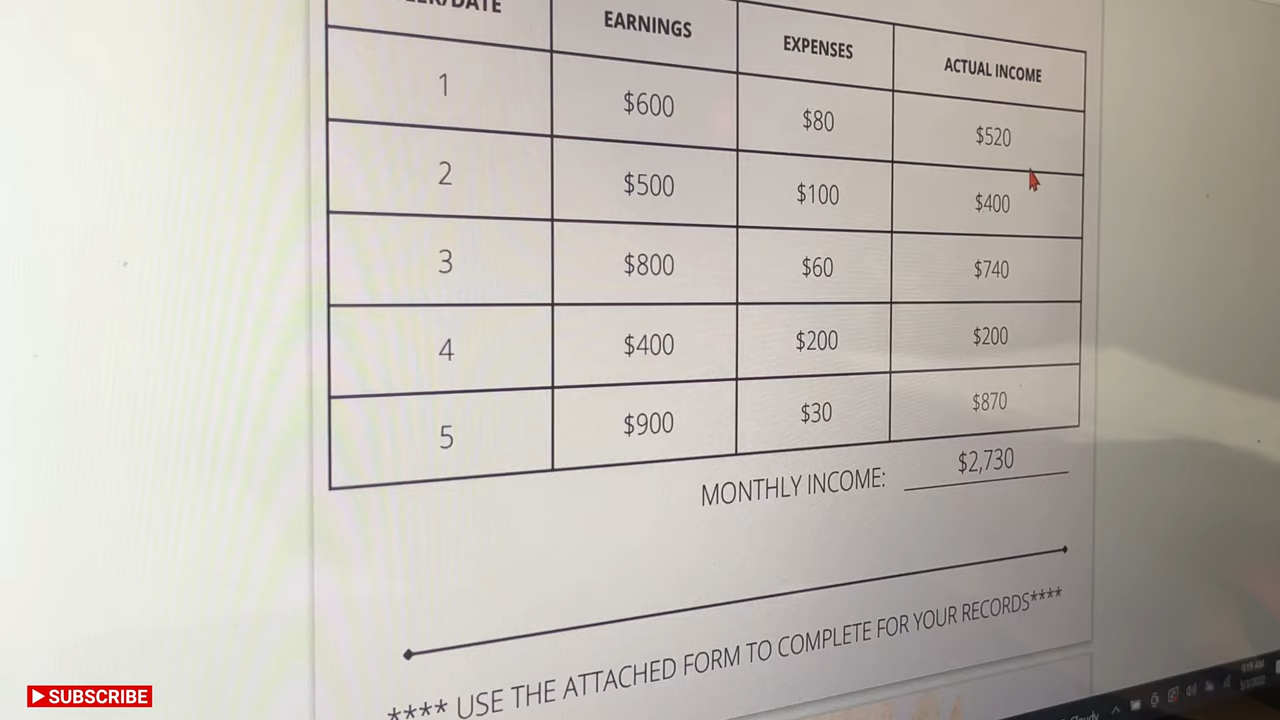 EARNINGS EXPENSES ACTUAL INCOME
1 $600 $80 $520
2 $500 $100 $400
3 $800 $60 $740
4 $400 $200 $200
5 $900 $30 $870
MONTHLY INCOME: $2,730
**** USE THE ATTACHED FORM TO COMPLETE FOR YOUR RECORDS****
SUBSCRIBE